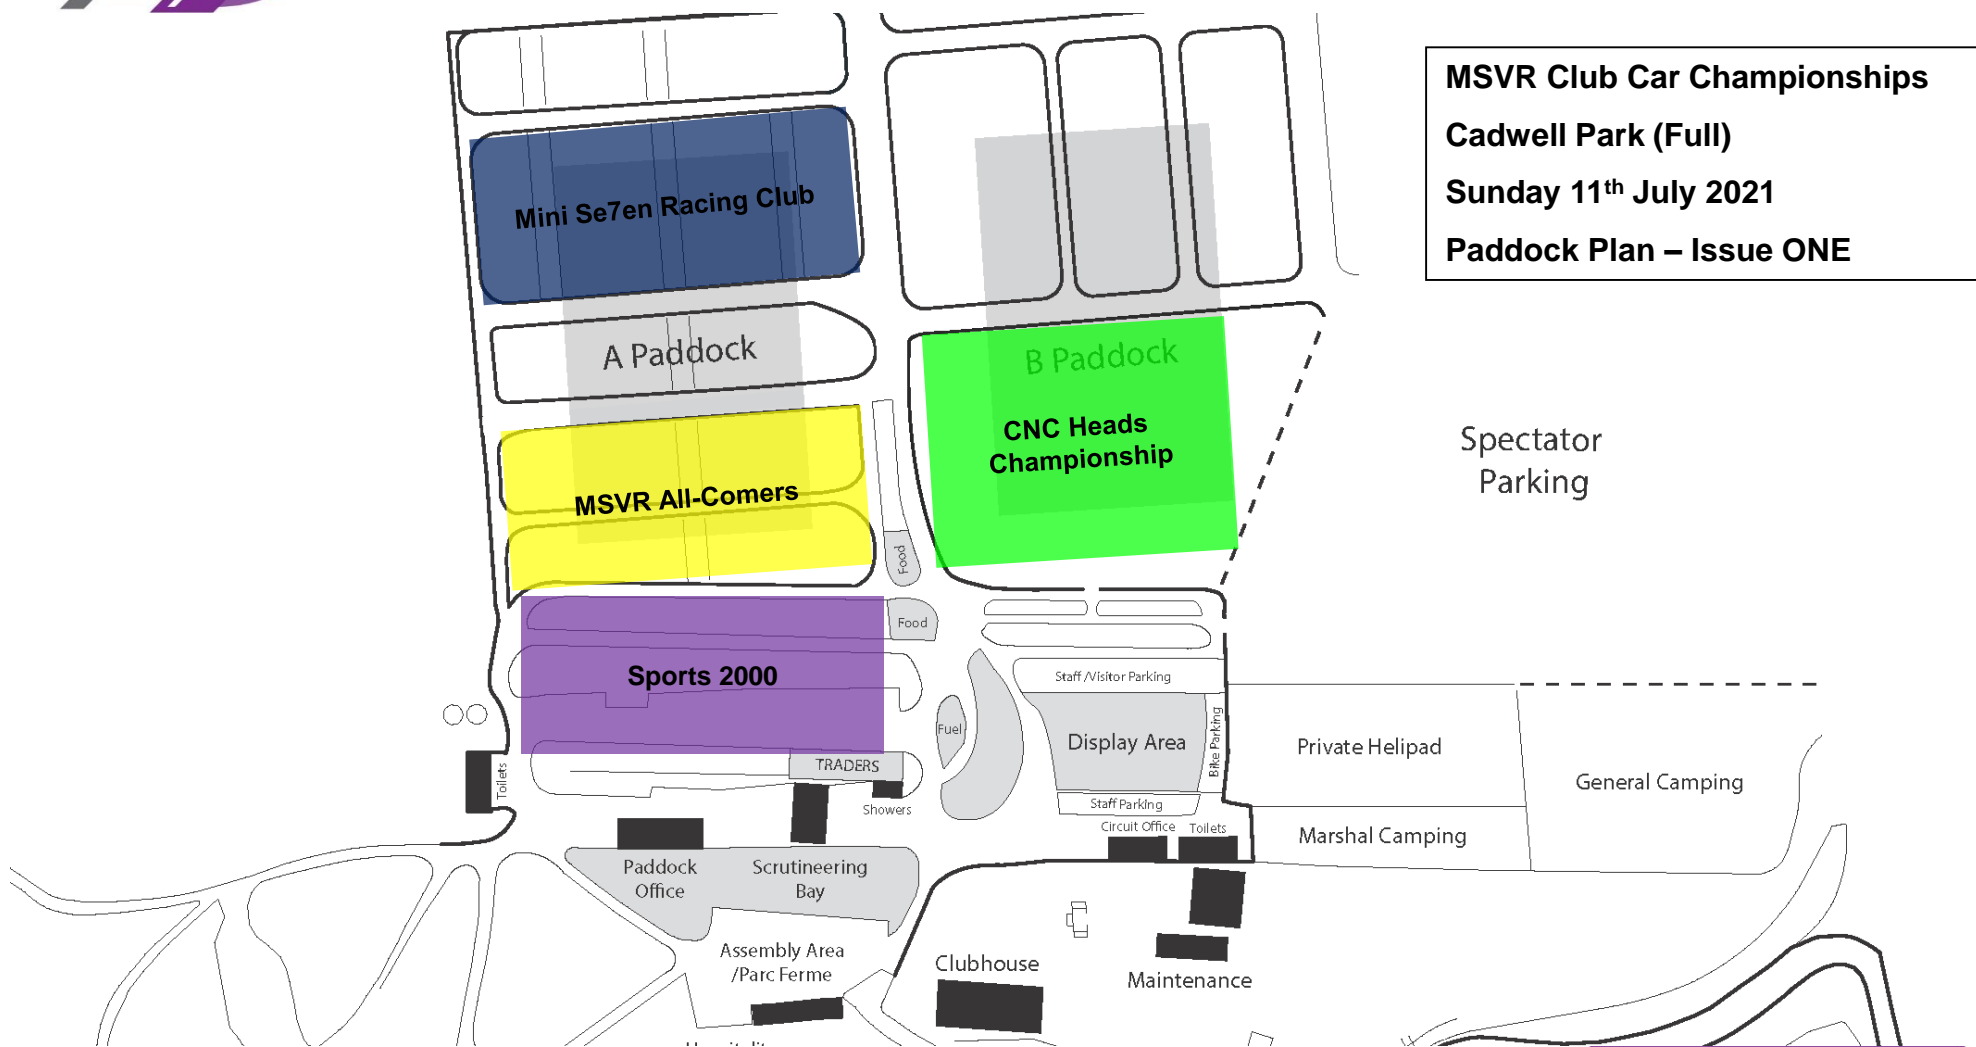 MSVR Club Car Championships
Cadwell Park (Full)
Sunday 11th July 2021
Paddock Plan – Issue ONE
Mini Se7en Racing Club
A Paddock
B Paddock
CNC Heads
Championship
Spectator
Parking
MSVR All-Comers
Food
Food
Sports 2000
Staff /Visitor Parking
Fuel
Display Area
Bike Parking
Private Helipad
General Camping
TRADERS
Toilets
Showers
Staff Parking
Circuit Office
Toilets
Marshal Camping
Paddock
Office
Scrutineering
Bay
Assembly Area
/Parc Ferme
Clubhouse
Maintenance